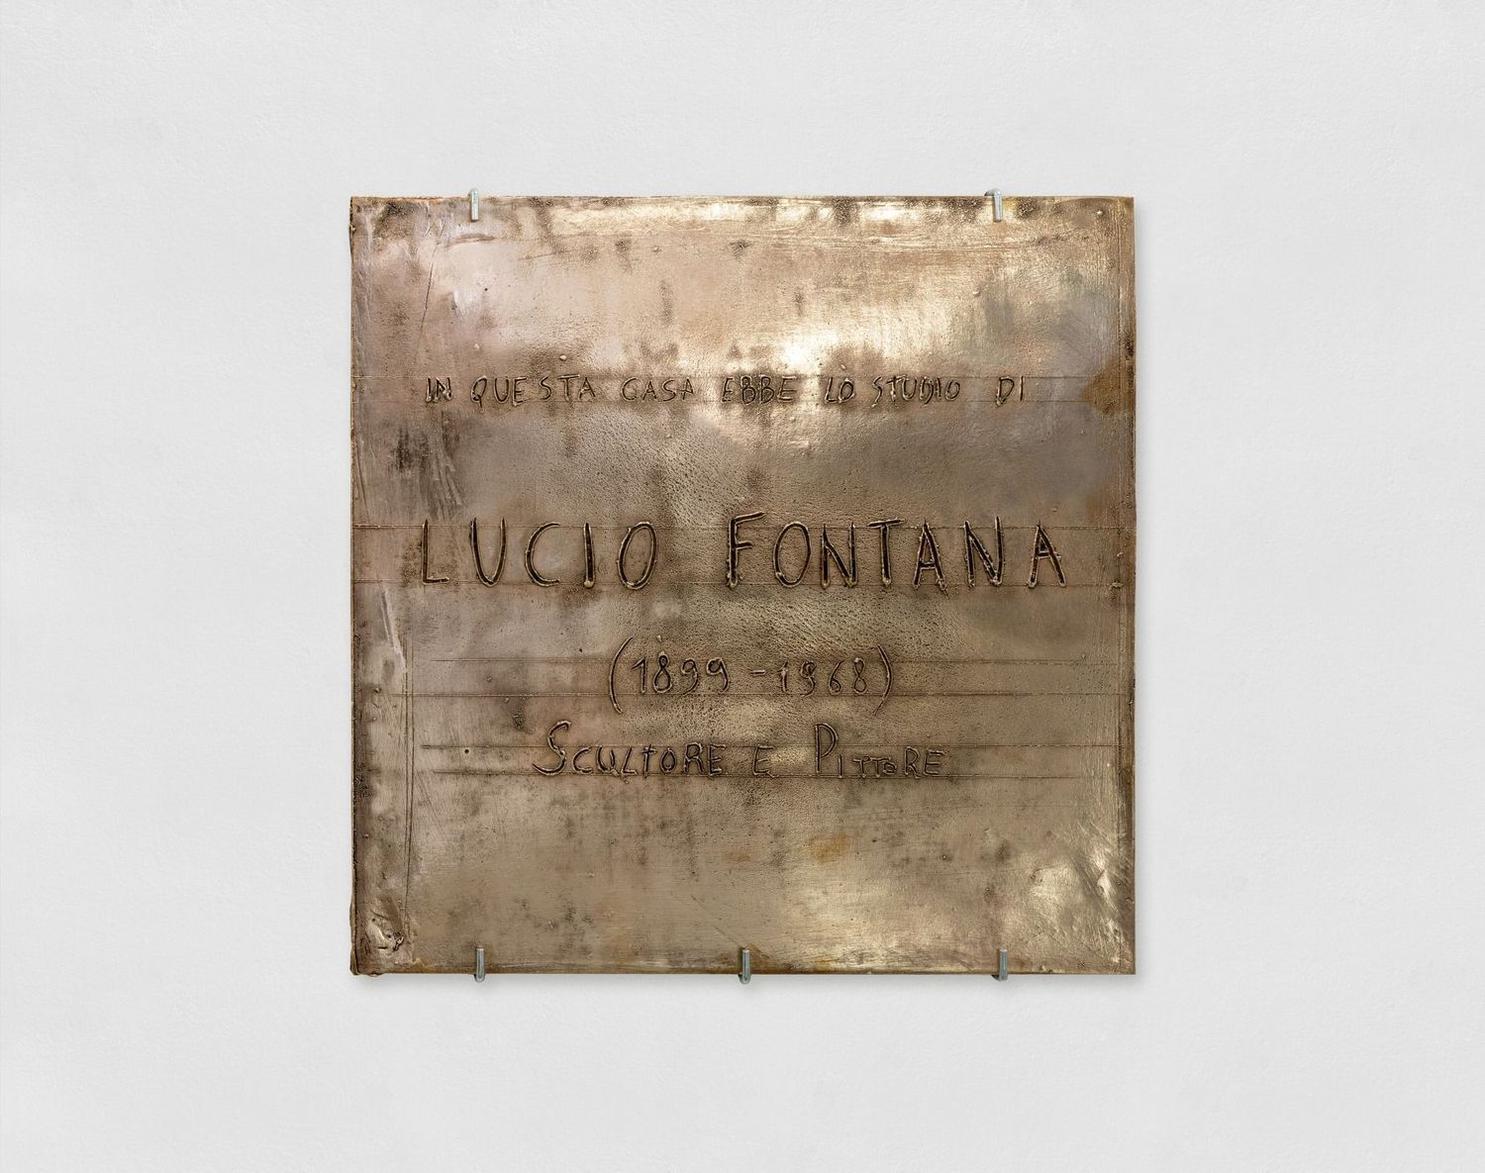 IN QUESTA CASA EBBE LO STUDIO DI
LUCIO FONTANA
(1899-1968)
SCULTORE E PITTORE